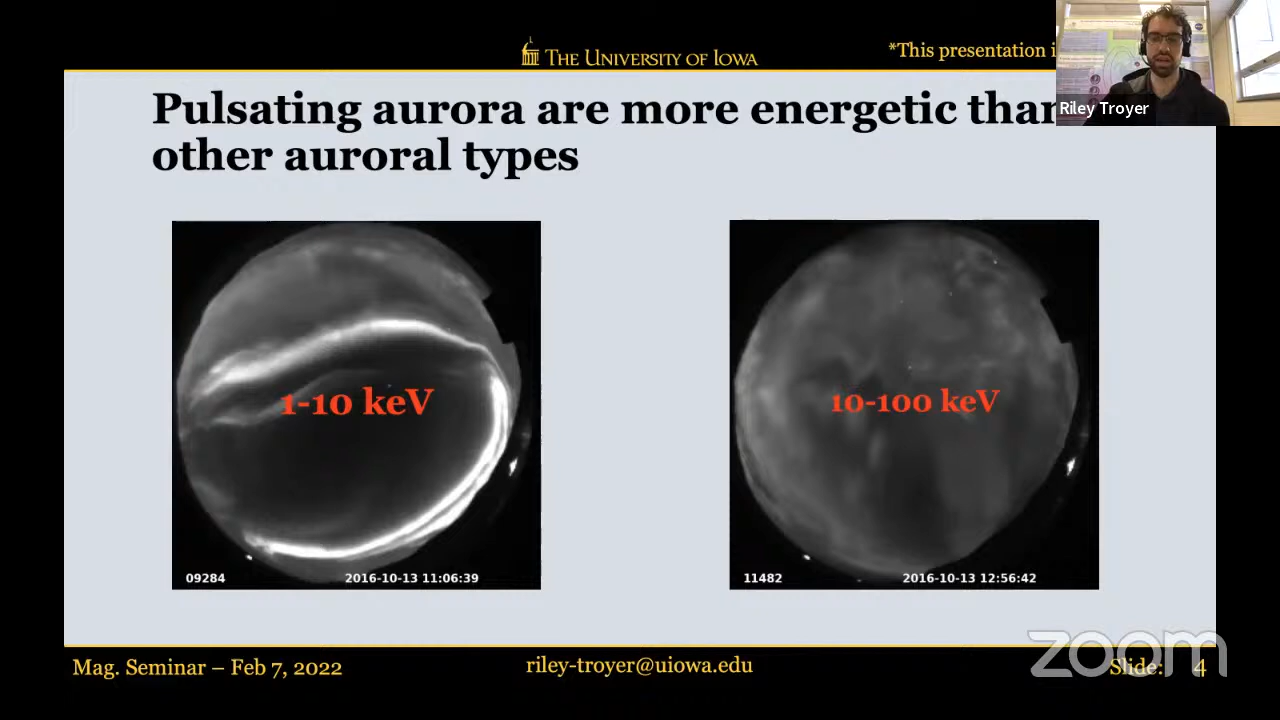 THE UNIVERSITY OF IOWA
*This presentation i
Riley Troyer
Pulsating aurora are more energetic than
other auroral types
1-10 keV
10-100 keV
09284 2016-10-13 11:06:39
11482 2016-10-13 12:56:42
zoom
Mag. Seminar – Feb 7, 2022
riley-troyer@uiowa.edu
Slide: 4